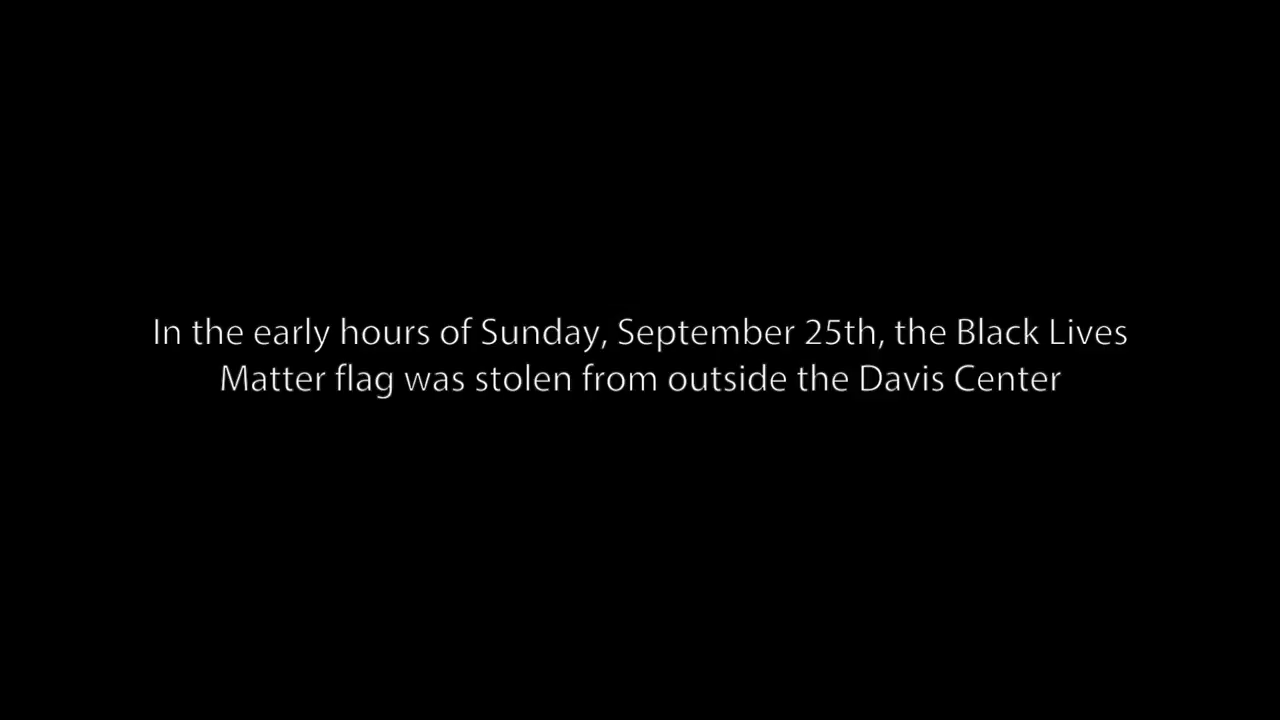 In the early hours of Sunday, September 25th, the Black Lives
Matter flag was stolen from outside the Davis Center